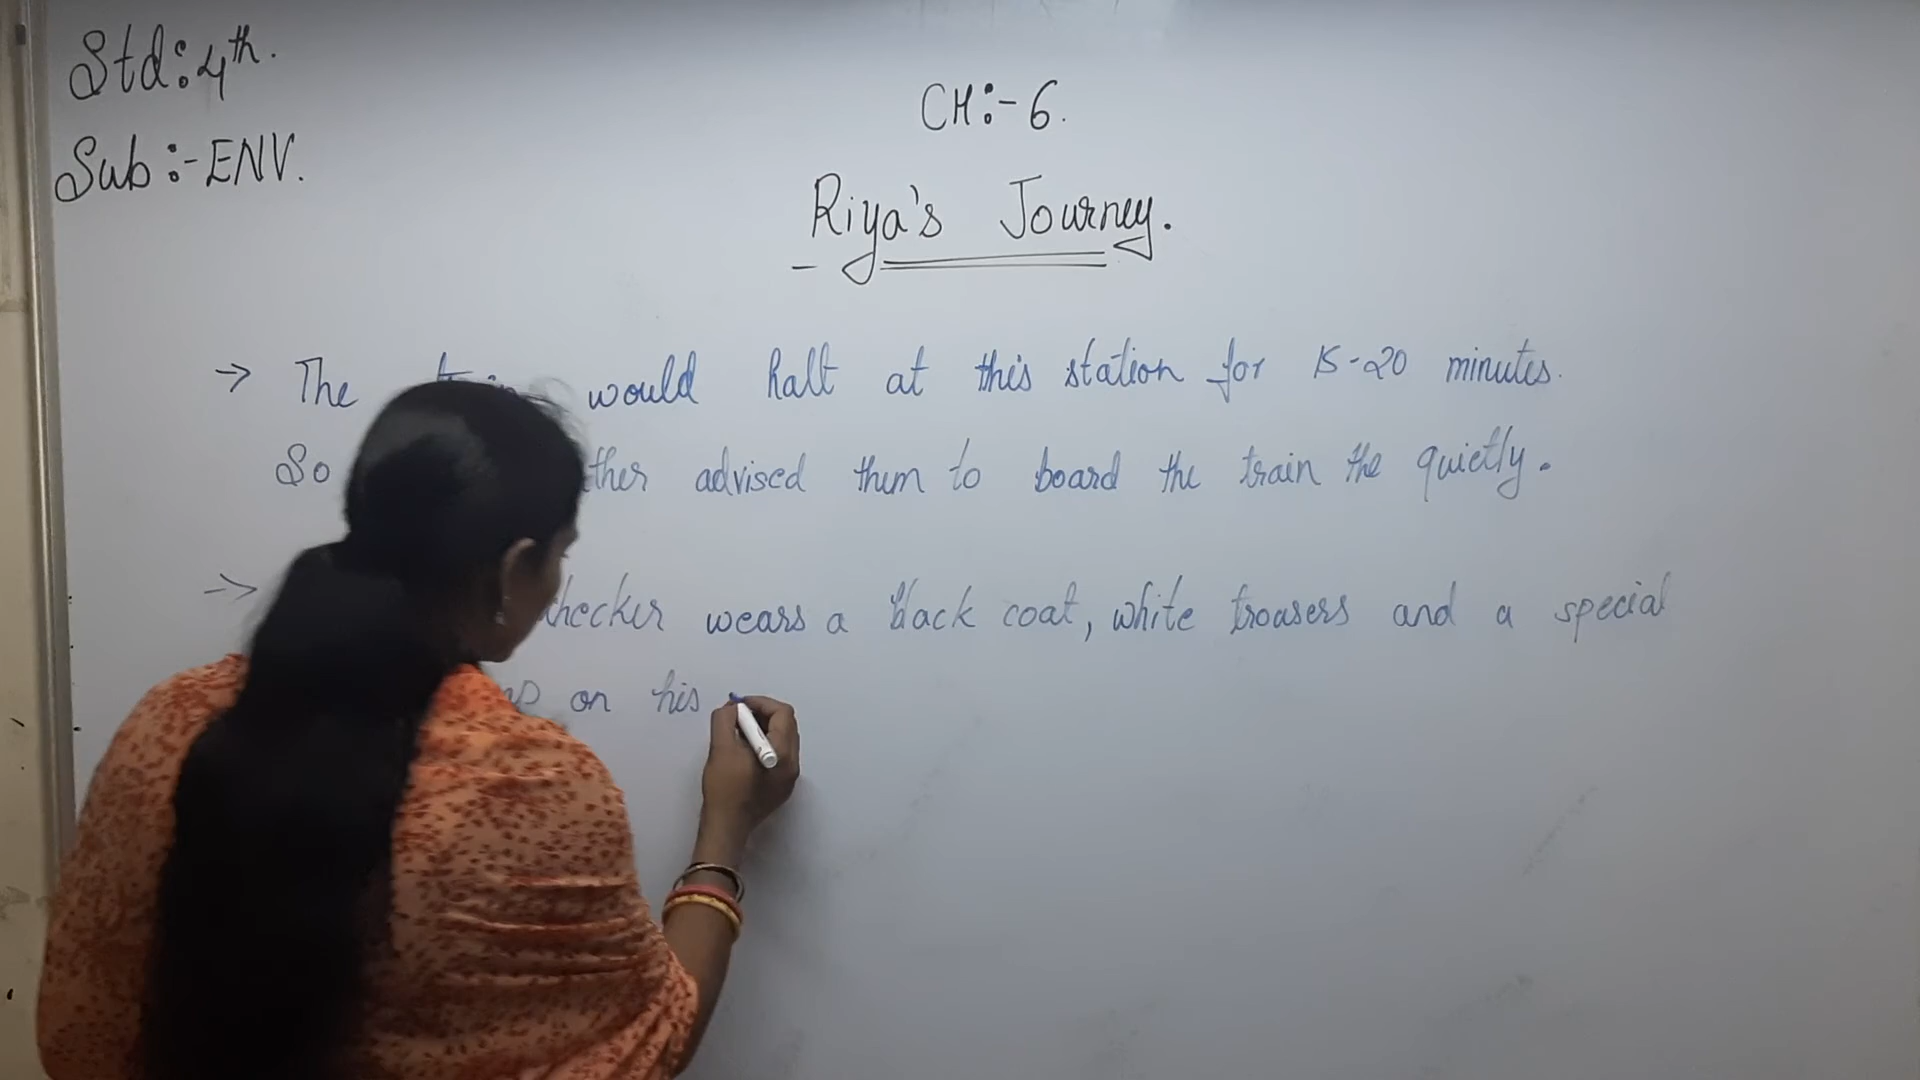 Std:4th.
Sub:-ENV.
CH:-6.
Riya's Journey.
→ The would halt at this station for 15-20 minutes.
So ther advised them to board the train the quietly.
→ checker wears a black coat, white trousers and a special
on his